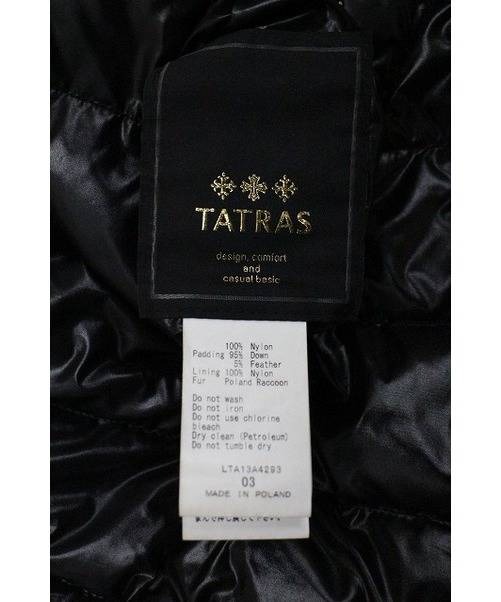 TATRAS
design, comfort
and
casual basic
100% Nylon
Padding 95% Down
5% Feather
Lining 100% Nylon
Fur Poland Raccoon
Do not wash
Do not iron
Do not use chlorine
bleach
Dry clean (Petroleum)
Do not tumble dry
LTA13A4293
03
MADE IN POLAND